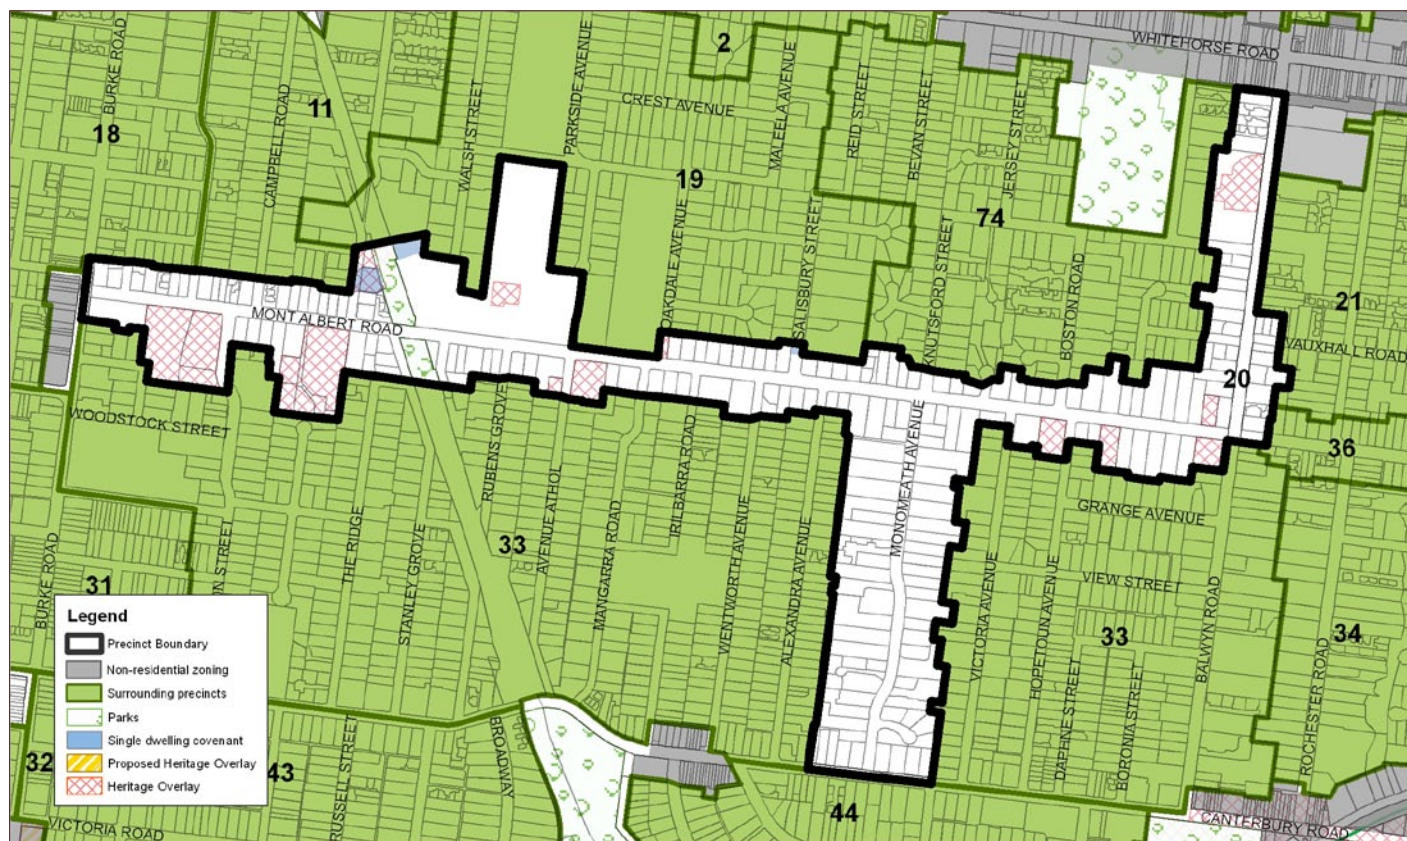 WHITEHORSE ROAD
BURKE ROAD
PARKSIDE AVENUE
2
MALEELA AVENUE
REID STREET
11
CAMPBELL ROAD
WALSH STREET
CREST AVENUE
BEVAN STREET
JERSEY STREET
18
19
74
OAKDALE AVENUE
SALISBURY STREET
KNUTSFORD STREET
BOSTON ROAD
21
MONT ALBERT ROAD
VAUXHALL ROAD
20
WOODSTOCK STREET
RUBENS GROVE
36
MONOMEATH AVENUE
AVENUE ATHOL
IRILBARRA ROAD
GRANGE AVENUE
THE RIDGE
STANLEY GROVE
33
MANGARRA ROAD
WENTWORTH AVENUE
ALEXANDRA AVENUE
VIEW STREET
BURKE ROAD
31
ON STREET
VICTORIA AVENUE
HOPETOUN AVENUE
33
BALWYN ROAD
34
Legend
Precinct Boundary
Non-residential zoning
Surrounding precincts
Parks
Single dwelling covenant
Proposed Heritage Overlay
Heritage Overlay
DAPHNE STREET
BORONIA STREET
ROCHESTER ROAD
32
43
RUSSELL STREET
BROADWAY
44
VICTORIA ROAD
CANTERBURY ROAD